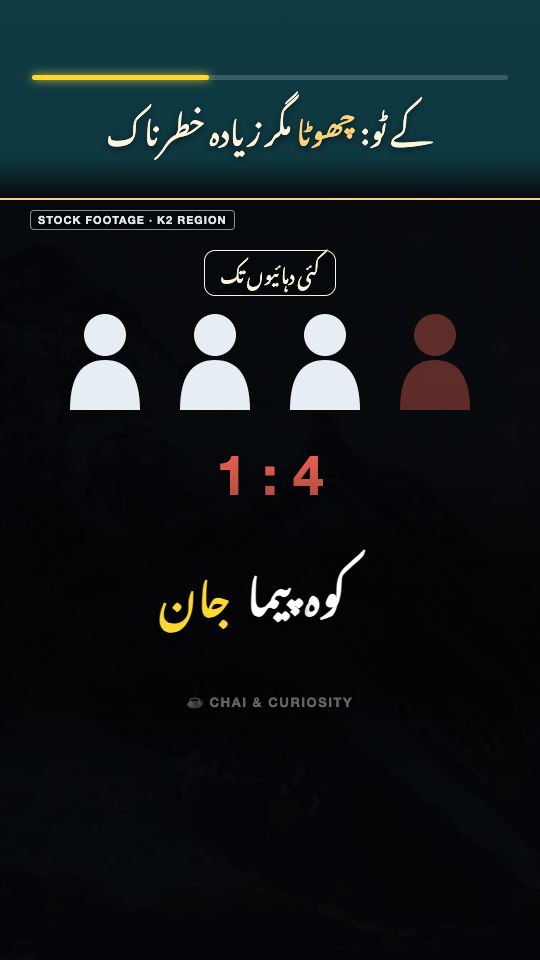 کے ٹو: چھوٹا مگر زیادہ خطرناک
STOCK FOOTAGE · K2 REGION
کئی دہائیوں تک
1 : 4
کوہ پیما جان
☕ CHAI & CURIOSITY